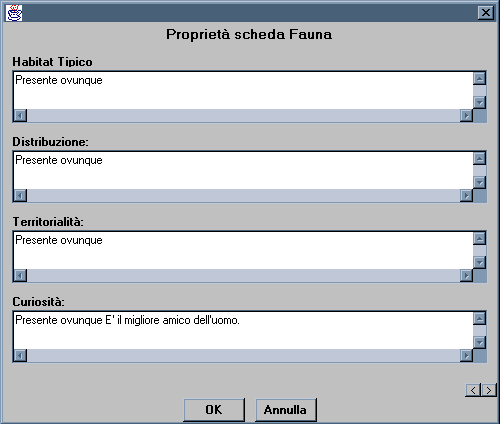 Proprietà scheda Fauna
Habitat Tipico
Presente ovunque
Distribuzione:
Presente ovunque
Territorialità:
Presente ovunque
Curiosità:
Presente ovunque E' il migliore amico dell'uomo.
< >
OK Annulla